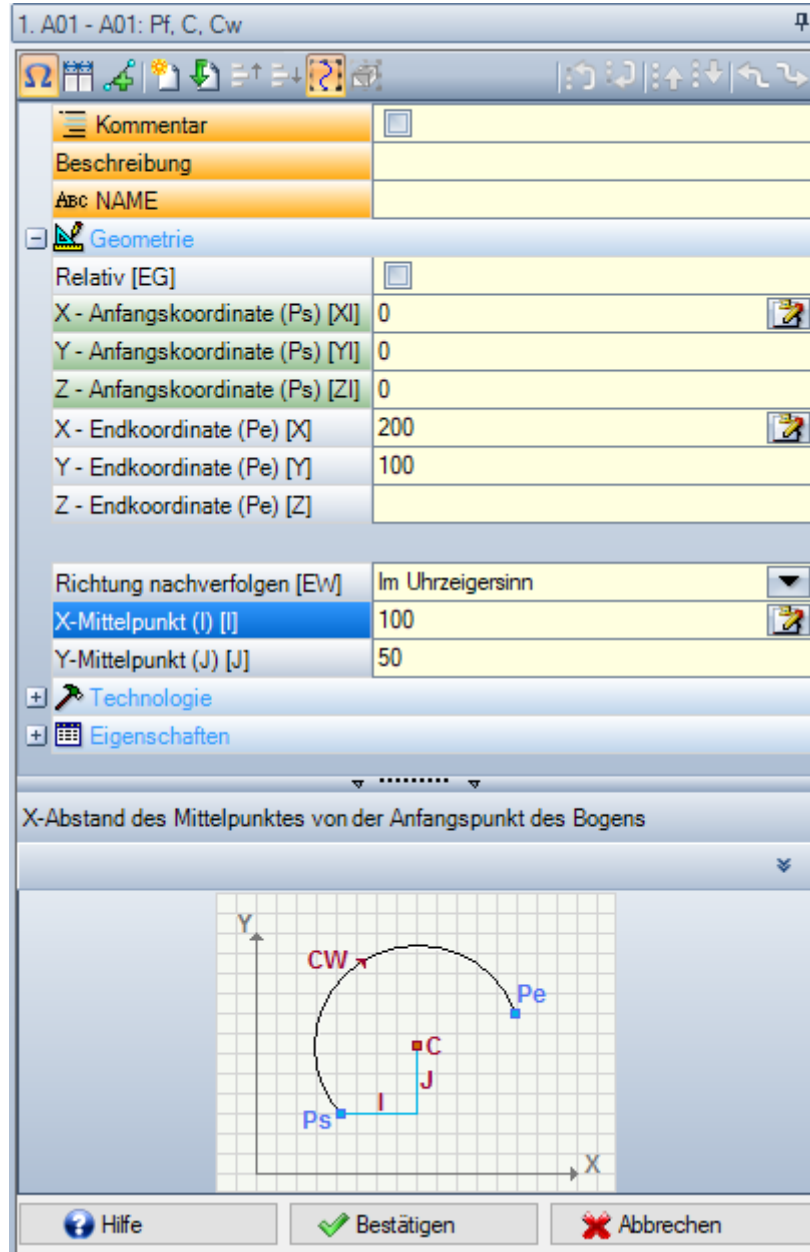 1. A01 - A01: Pf, C, Cw
Kommentar
Beschreibung
ABC NAME
Geometrie
Relativ [EG]
X - Anfangskoordinate (Ps) [XI] 0
Y - Anfangskoordinate (Ps) [YI] 0
Z - Anfangskoordinate (Ps) [ZI] 0
X - Endkoordinate (Pe) [X] 200
Y - Endkoordinate (Pe) [Y] 100
Z - Endkoordinate (Pe) [Z]
Richtung nachverfolgen [EW] Im Uhrzeigersinn
X-Mittelpunkt (I) [I] 100
Y-Mittelpunkt (J) [J] 50
Technologie
Eigenschaften
X-Abstand des Mittelpunktes von der Anfangspunkt des Bogens
Y
CW
Pe
C
J
I
Ps
X
Hilfe Bestätigen Abbrechen